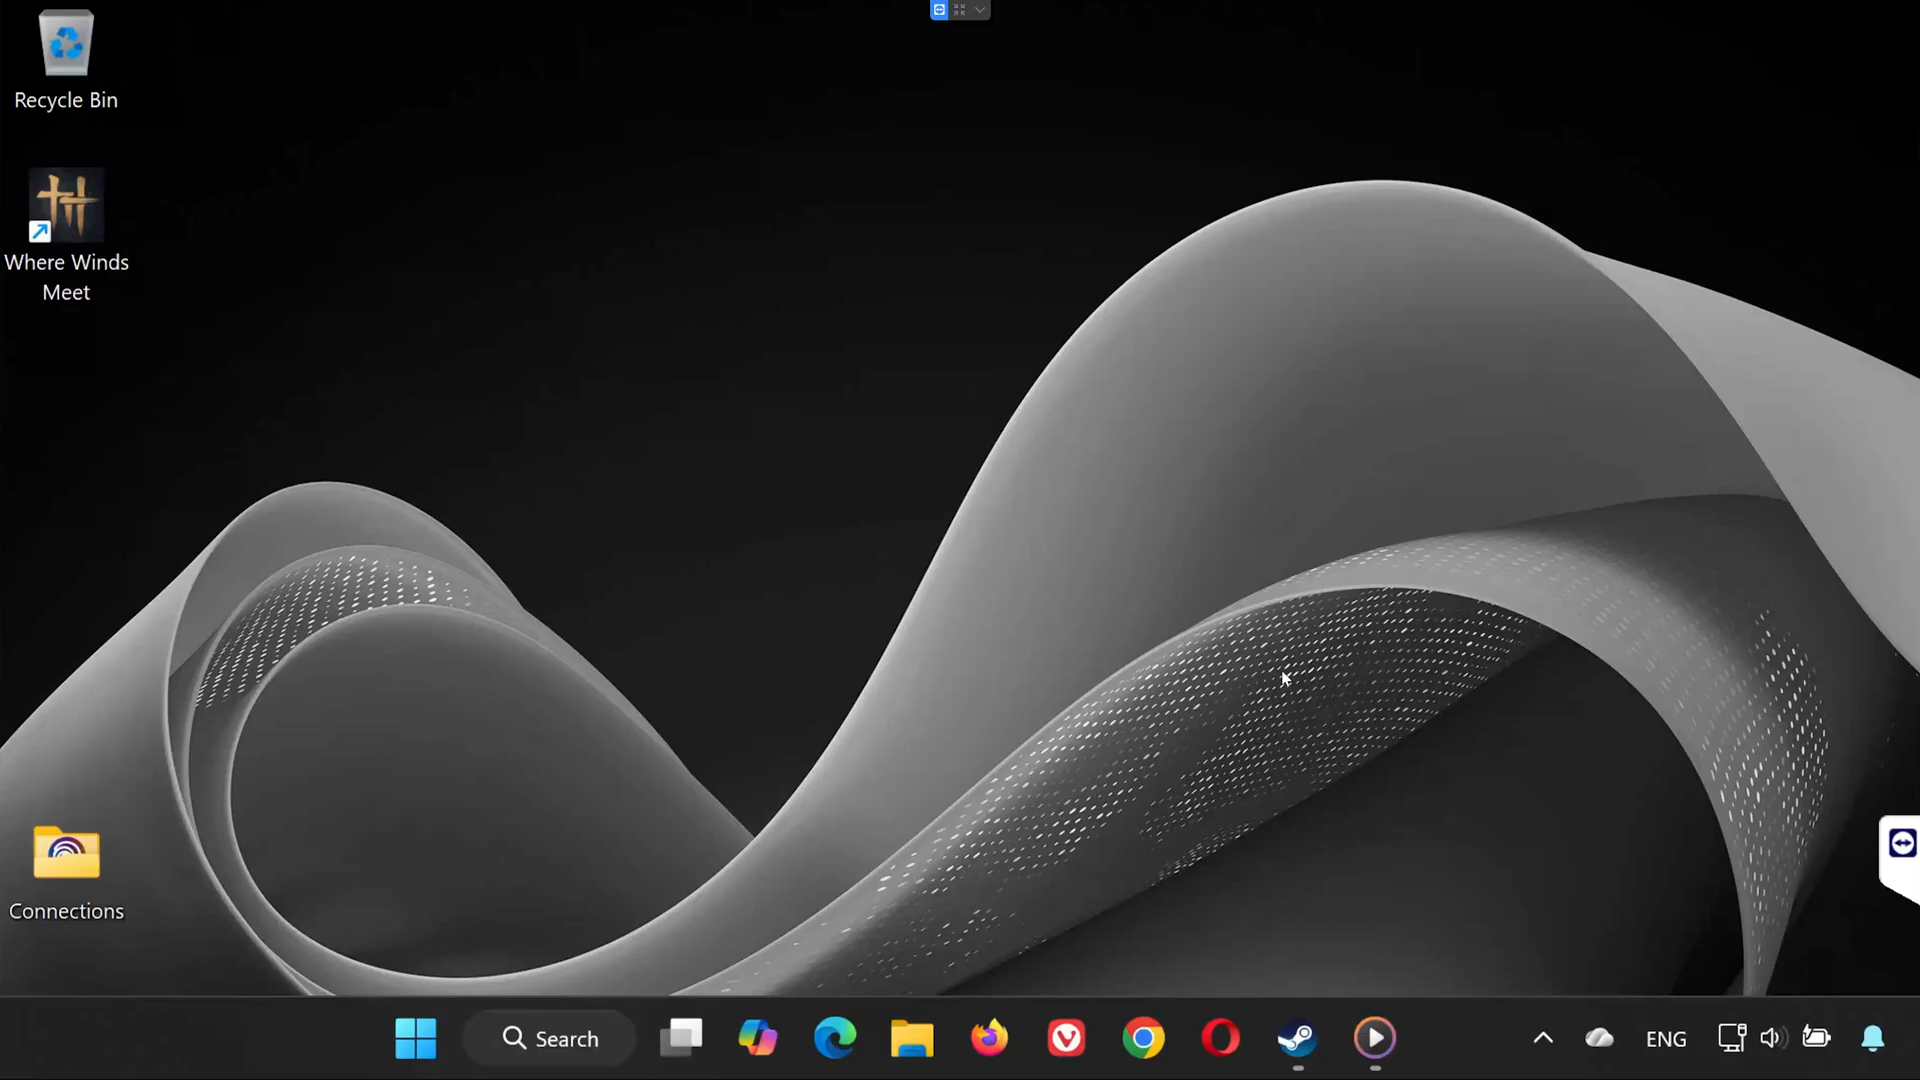 Recycle Bin
Where Winds
Meet
Connections
Search
ENG